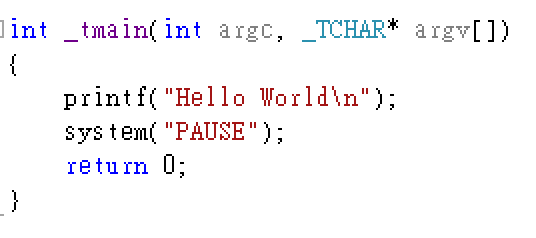 int _tmain(int argc, _TCHAR* argv[])
{
    printf("Hello World\n");
    system("PAUSE");
    return 0;
}